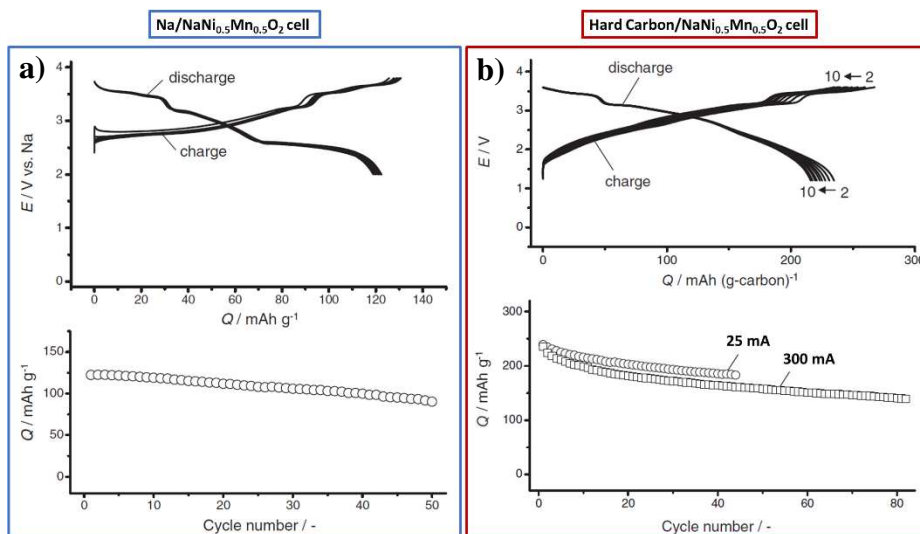 Na/NaNi₀.₅Mn₀.₅O₂ cell
a)
4
3
2
1
0
E / V vs. Na
discharge
charge
0 20 40 60 80 100 120 140
Q / mAh g⁻¹
150
100
50
0
Q / mAh g⁻¹
0 10 20 30 40 50
Cycle number / -
Hard Carbon/NaNi₀.₅Mn₀.₅O₂ cell
b)
4
3
2
1
0
E / V
discharge
10 ← 2
charge
10 ← 2
0 100 200 300
Q / mAh (g-carbon)⁻¹
300
200
100
0
Q / mAh g⁻¹
25 mA
300 mA
0 20 40 60 80
Cycle number / -